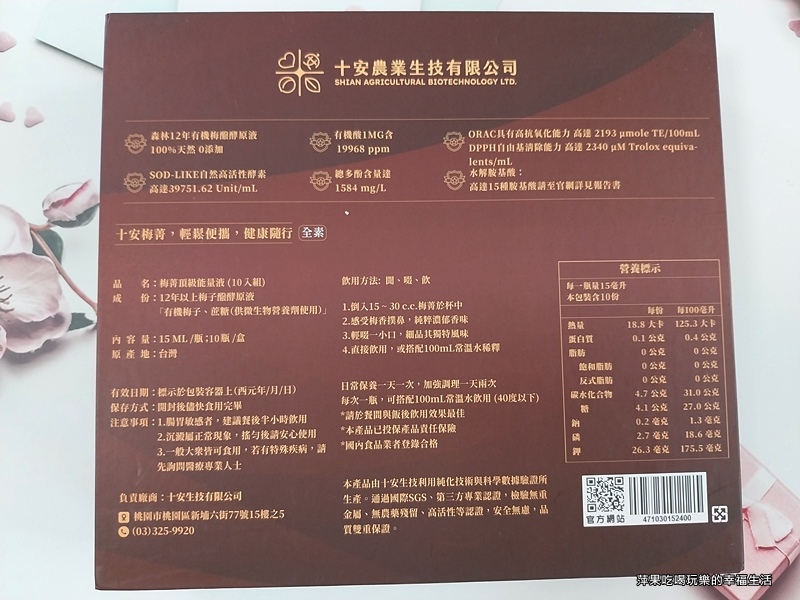 十安農業生技有限公司
SHIAN AGRICULTURAL BIOTECHNOLOGY LTD.
森林12年有機梅醱酵原液
100%天然 0添加
有機酸1MG含
19968 ppm
ORAC具有高抗氧化能力 高達 2193 μmole TE/100mL
DPPH自由基清除能力 高達 2340 μM Trolox equiva-
lents/mL
SOD-LIKE自然高活性酵素
高達39751.62 Unit/mL
總多酚含量達
1584 mg/L
水解胺基酸：
高達15種胺基酸請至官網詳見報告書
十安梅菁，輕鬆便攜，健康隨行 全素
品 名：梅菁頂級能量液 (10入組)
成 份：12年以上梅子醱酵原液
「有機梅子、蔗糖(供微生物營養劑使用)」
內 容 量：15 ML /瓶;10瓶 /盒
原 產 地：台灣
有效日期：標示於包裝容器上(西元年/月/日)
保存方式：開封後儘快食用完畢
注意事項：1.腸胃敏感者，建議餐後半小時飲用
2.沉澱屬正常現象，搖勻後請安心使用
3.一般大衆皆可食用，若有特殊疾病，請
先詢問醫療專業人士
負責廠商：十安生技有限公司
桃園市桃園區新埔六街77號15樓之5
(03)325-9920
飲用方法: 聞、啜、飲
1.倒入15 ~ 30 c.c.梅菁於杯中
2.感受梅香撲鼻，純粹濃郁香味
3.輕啜一小口，細品其獨特風味
4.直接飲用，或搭配100mL常溫水稀釋
日常保養一天一次，加強調理一天兩次
每次一瓶，可搭配100mL常溫水飲用 (40度以下)
*請於餐間與飯後飲用效果最佳
*本產品已投保產品責任保險
*國內食品業者登錄合格
本產品由十安生技利用純化技術與科學數據驗證所
生產。通過國際SGS、第三方專業認證，檢驗無重
金屬、無農藥殘留、高活性等認證，安全無慮，品
質雙重保證。
營養標示
每一瓶量15毫升
本包裝含10份
每份 每100毫升
熱量 18.8 大卡 125.3 大卡
蛋白質 0.1 公克 0.4 公克
脂肪 0 公克 0 公克
飽和脂肪 0 公克 0 公克
反式脂肪 0 公克 0 公克
碳水化合物 4.7 公克 31.0 公克
糖 4.1 公克 27.0 公克
鈉 0.2 毫克 1.3 毫克
磷 2.7 毫克 18.6 毫克
鉀 26.3 毫克 175.5 毫克
官方網站
471030152400
萍果吃喝玩樂的幸福生活